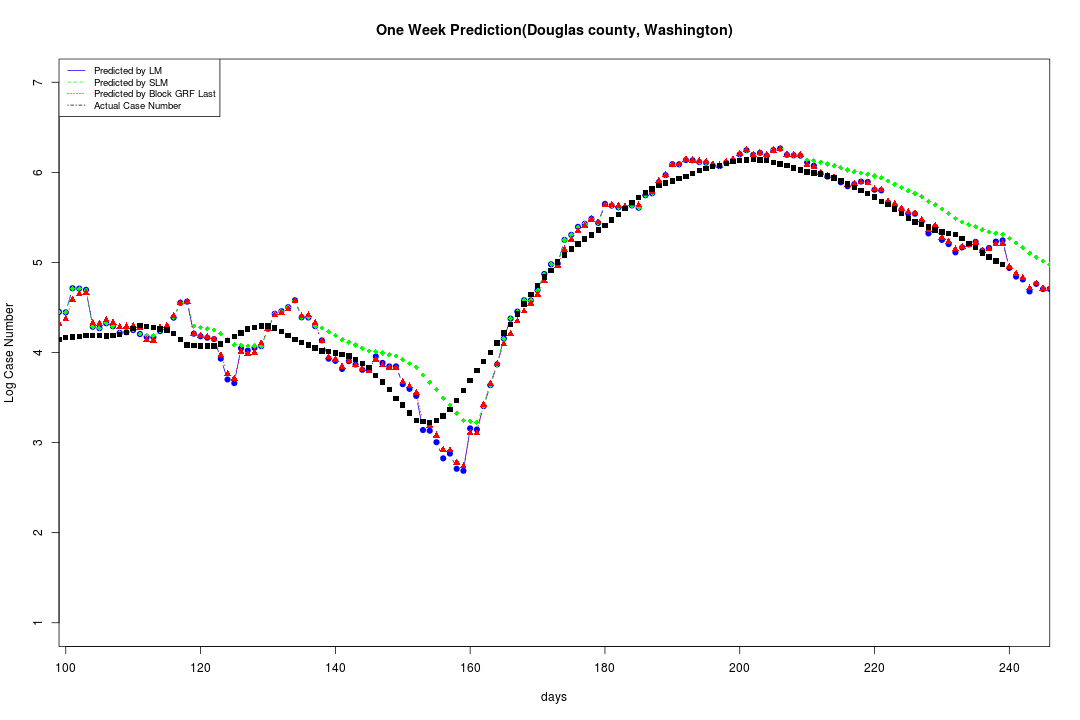 One Week Prediction(Douglas county, Washington)
Predicted by LM
Predicted by SLM
Predicted by Block GRF Last
Actual Case Number
Log Case Number
7
6
5
4
3
2
1
100 120 140 160 180 200 220 240
days